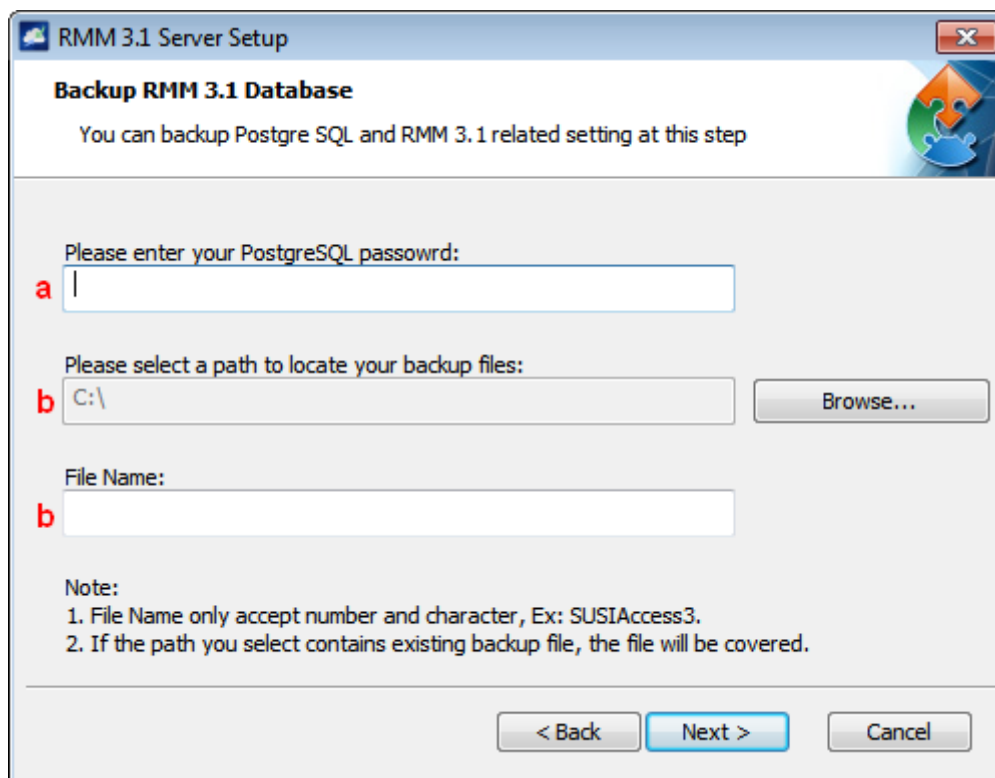 RMM 3.1 Server Setup
Backup RMM 3.1 Database
You can backup Postgre SQL and RMM 3.1 related setting at this step
Please enter your PostgreSQL passowrd:
a
Please select a path to locate your backup files:
b C:\ Browse...
File Name:
b
Note:
1. File Name only accept number and character, Ex: SUSIAccess3.
2. If the path you select contains existing backup file, the file will be covered.
< Back Next > Cancel